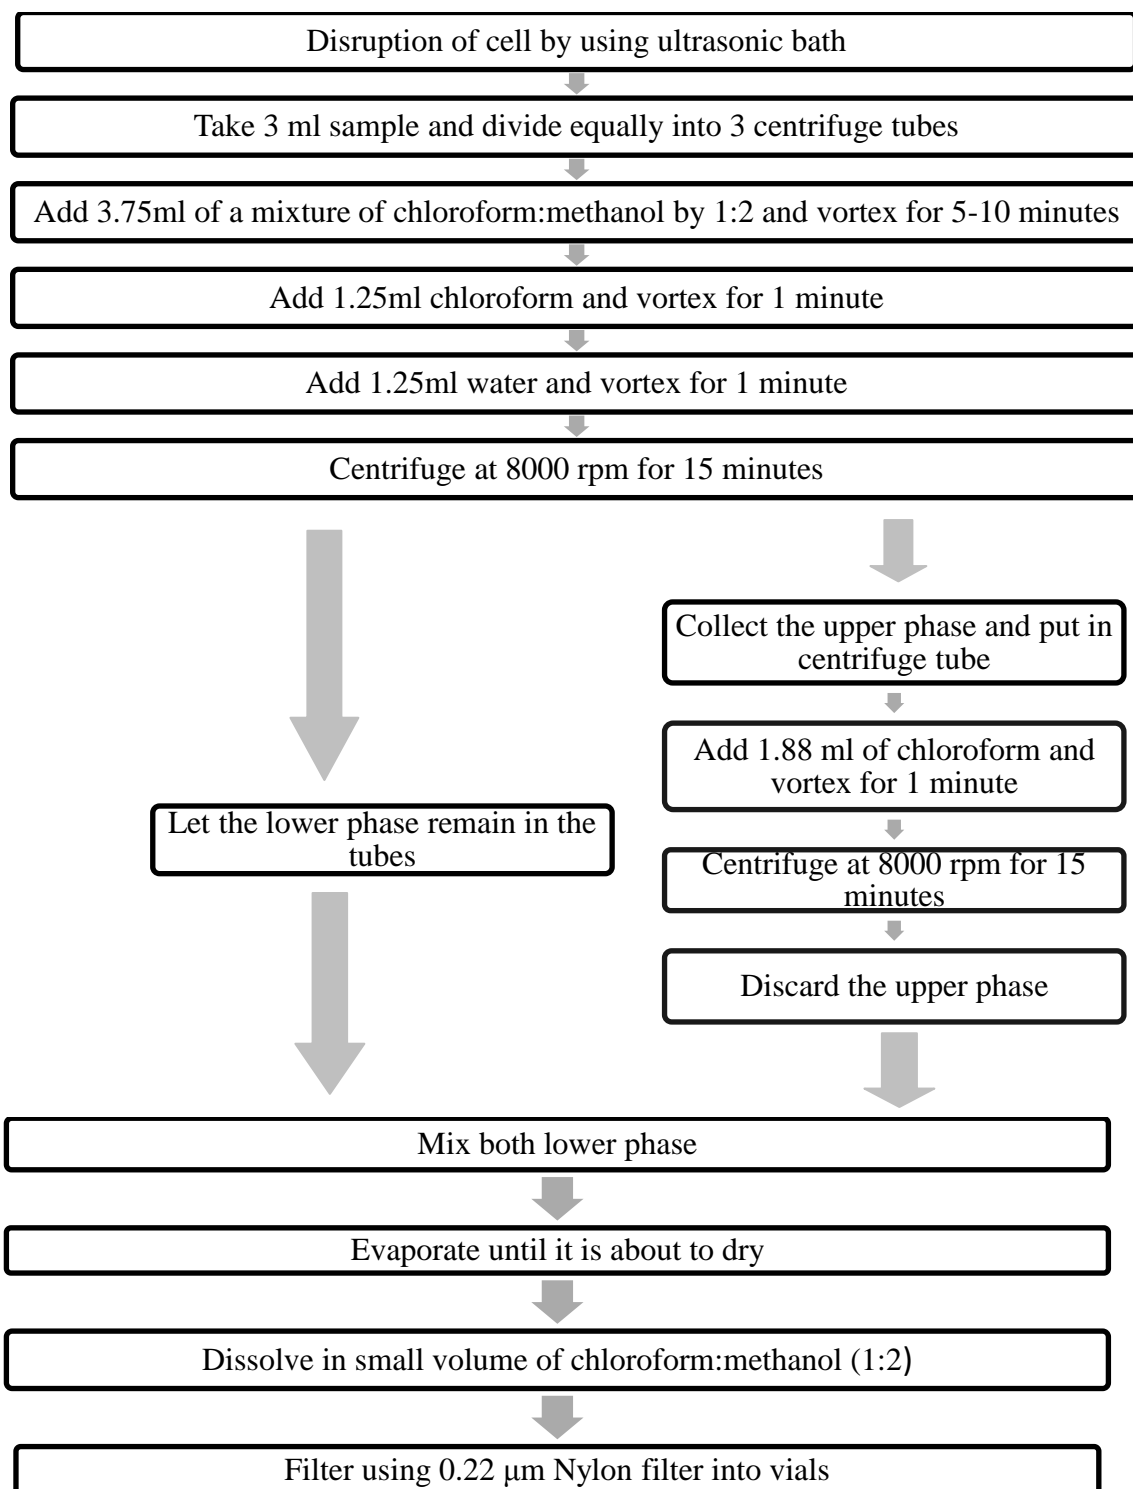 Disruption of cell by using ultrasonic bath
Take 3 ml sample and divide equally into 3 centrifuge tubes
Add 3.75ml of a mixture of chloroform:methanol by 1:2 and vortex for 5-10 minutes
Add 1.25ml chloroform and vortex for 1 minute
Add 1.25ml water and vortex for 1 minute
Centrifuge at 8000 rpm for 15 minutes
Let the lower phase remain in the
tubes
Collect the upper phase and put in
centrifuge tube
Add 1.88 ml of chloroform and
vortex for 1 minute
Centrifuge at 8000 rpm for 15
minutes
Discard the upper phase
Mix both lower phase
Evaporate until it is about to dry
Dissolve in small volume of chloroform:methanol (1:2)
Filter using 0.22 μm Nylon filter into vials